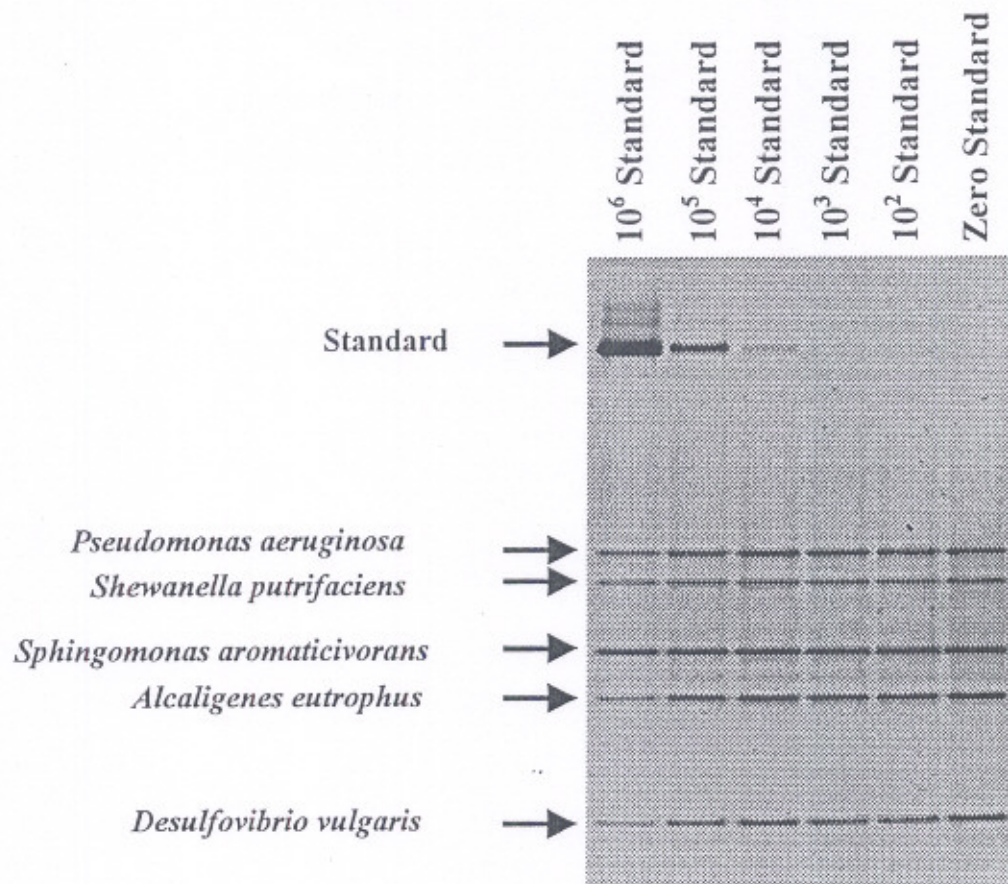 10⁶ Standard
10⁵ Standard
10⁴ Standard
10³ Standard
10² Standard
Zero Standard
Standard
Pseudomonas aeruginosa
Shewanella putrifaciens
Sphingomonas aromaticivorans
Alcaligenes eutrophus
Desulfovibrio vulgaris